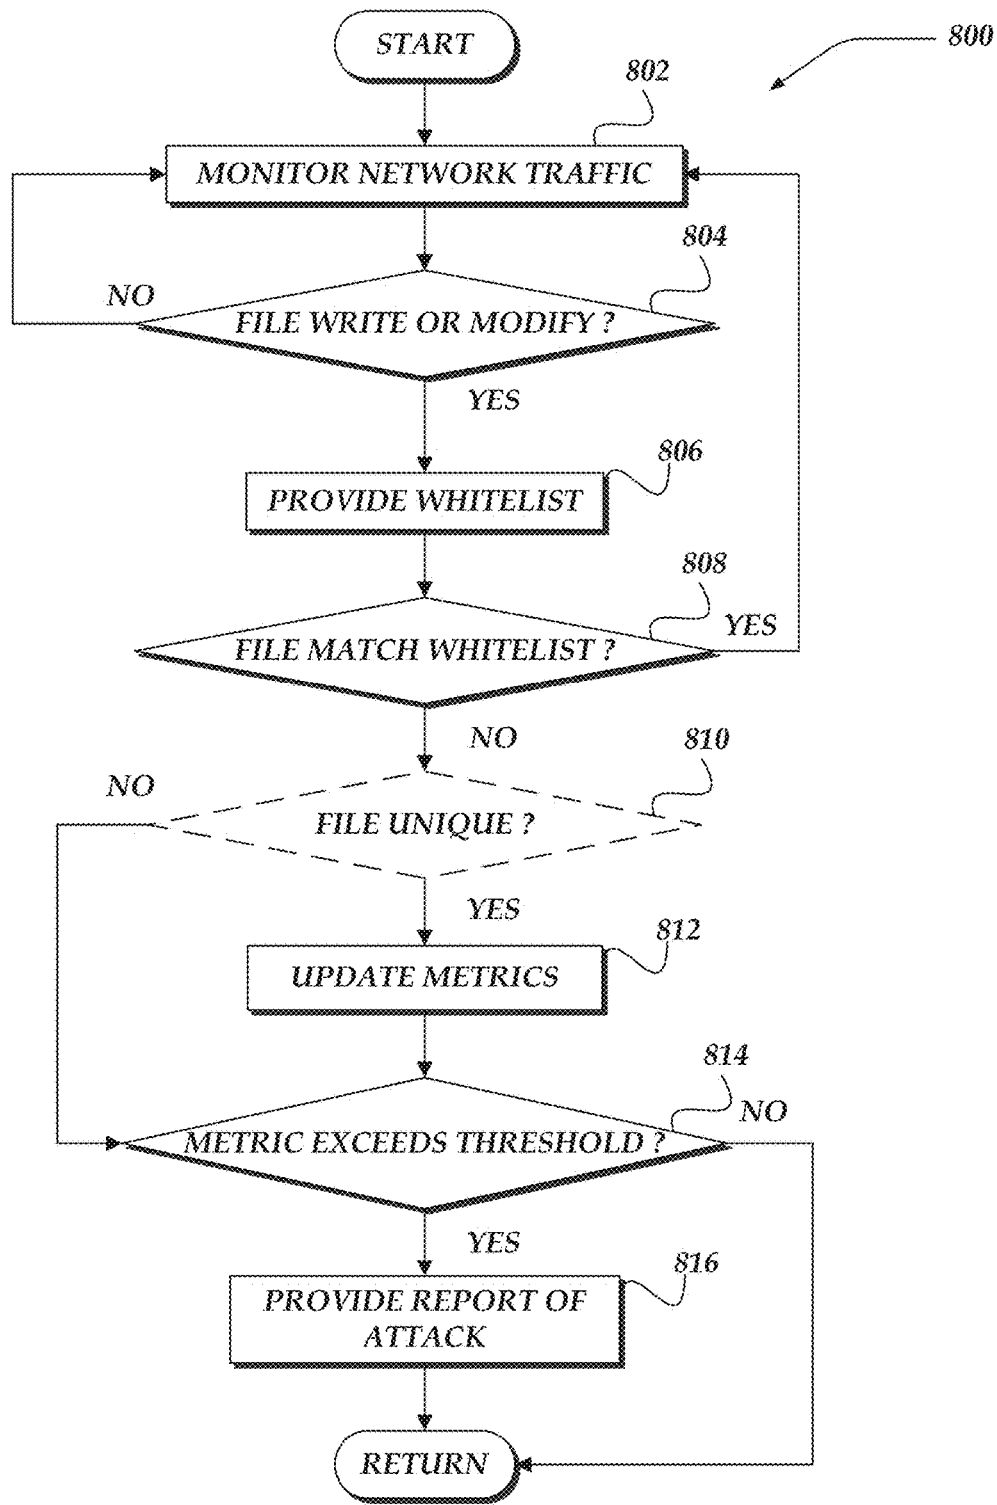 START
800
802
MONITOR NETWORK TRAFFIC
804
NO
FILE WRITE OR MODIFY ?
YES
806
PROVIDE WHITELIST
808
YES
FILE MATCH WHITELIST ?
NO
810
NO
FILE UNIQUE ?
YES
812
UPDATE METRICS
814
NO
METRIC EXCEEDS THRESHOLD ?
YES
816
PROVIDE REPORT OF
ATTACK
RETURN